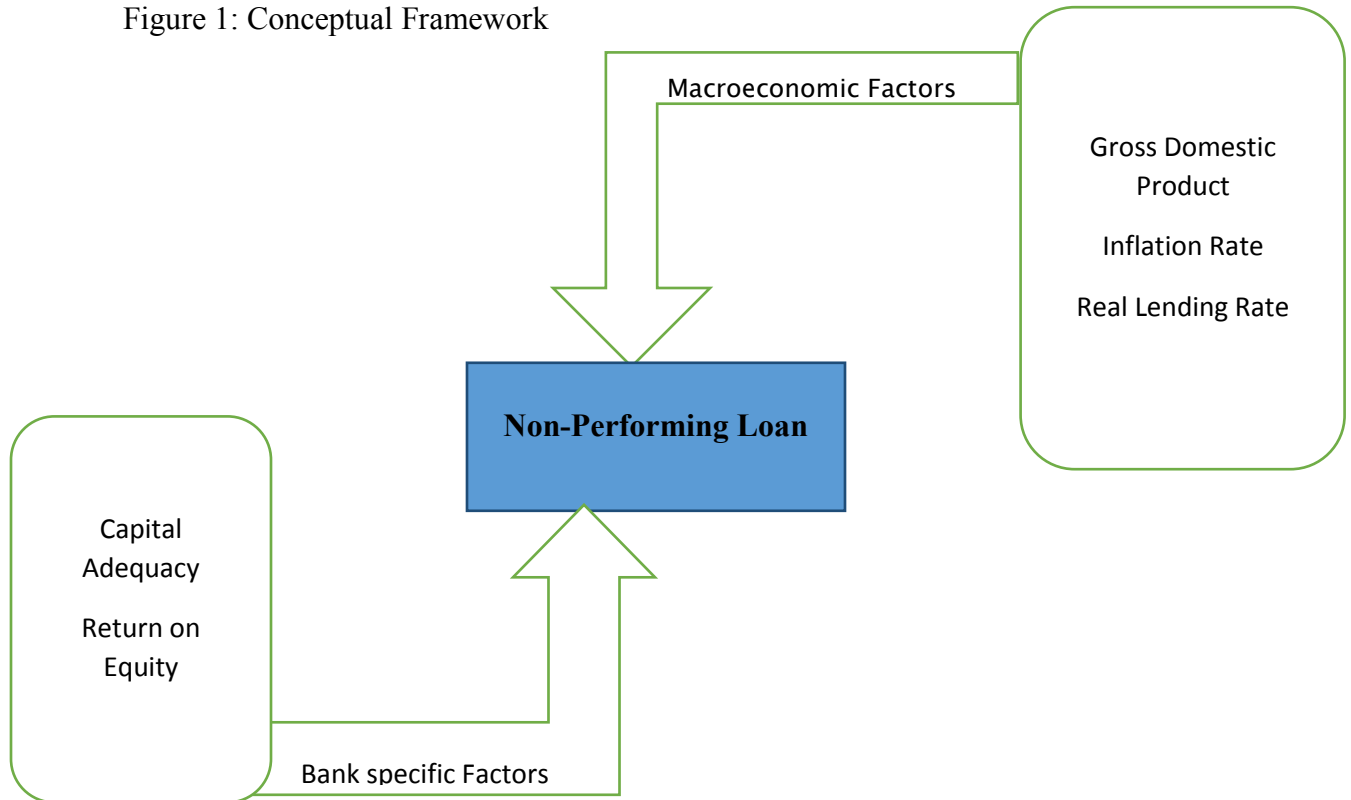 Figure 1: Conceptual Framework
Macroeconomic Factors
Gross Domestic
Product
Inflation Rate
Real Lending Rate
Non-Performing Loan
Capital
Adequacy
Return on
Equity
Bank specific Factors